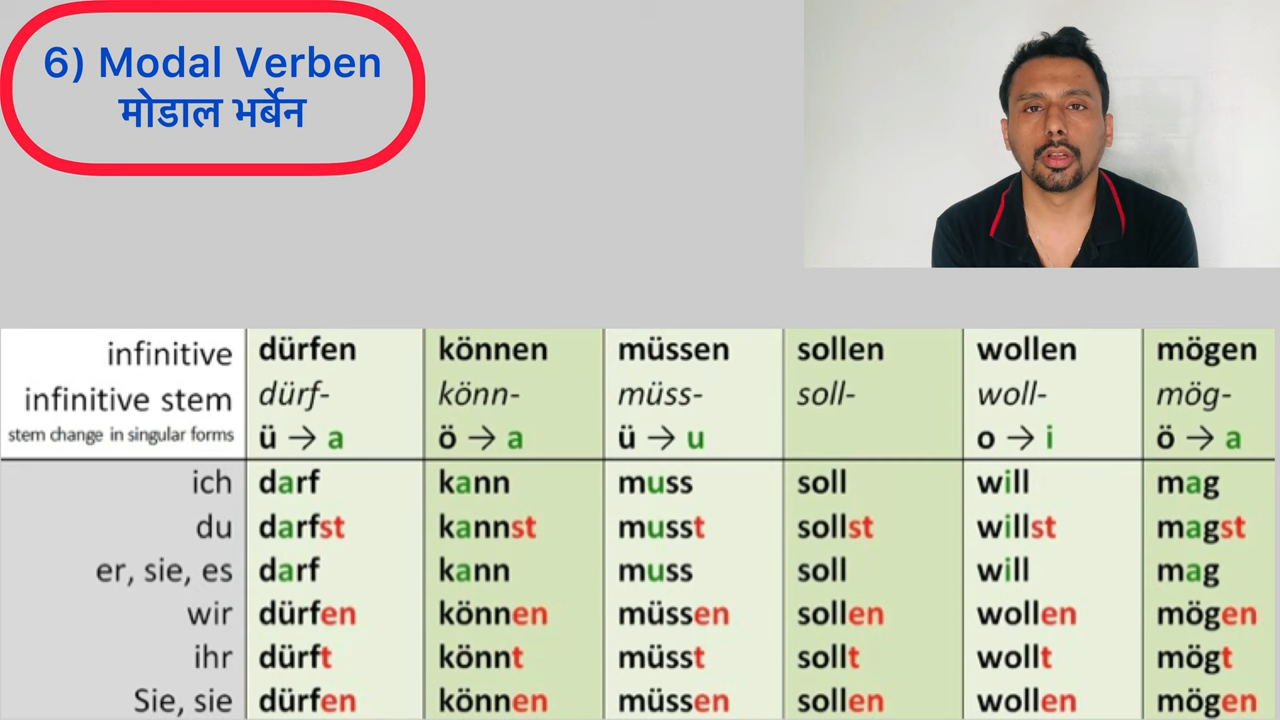 6) Modal Verben
मोडाल भर्बेन
infinitive dürfen können müssen sollen wollen mögen
infinitive stem dürf- könn- müss- soll- woll- mög-
stem change in singular forms ü → a ö → a ü → u o → i ö → a
ich darf kann muss soll will mag
du darfst kannst musst sollst willst magst
er, sie, es darf kann muss soll will mag
wir dürfen können müssen sollen wollen mögen
ihr dürft könnt müsst sollt wollt mögt
Sie, sie dürfen können müssen sollen wollen mögen